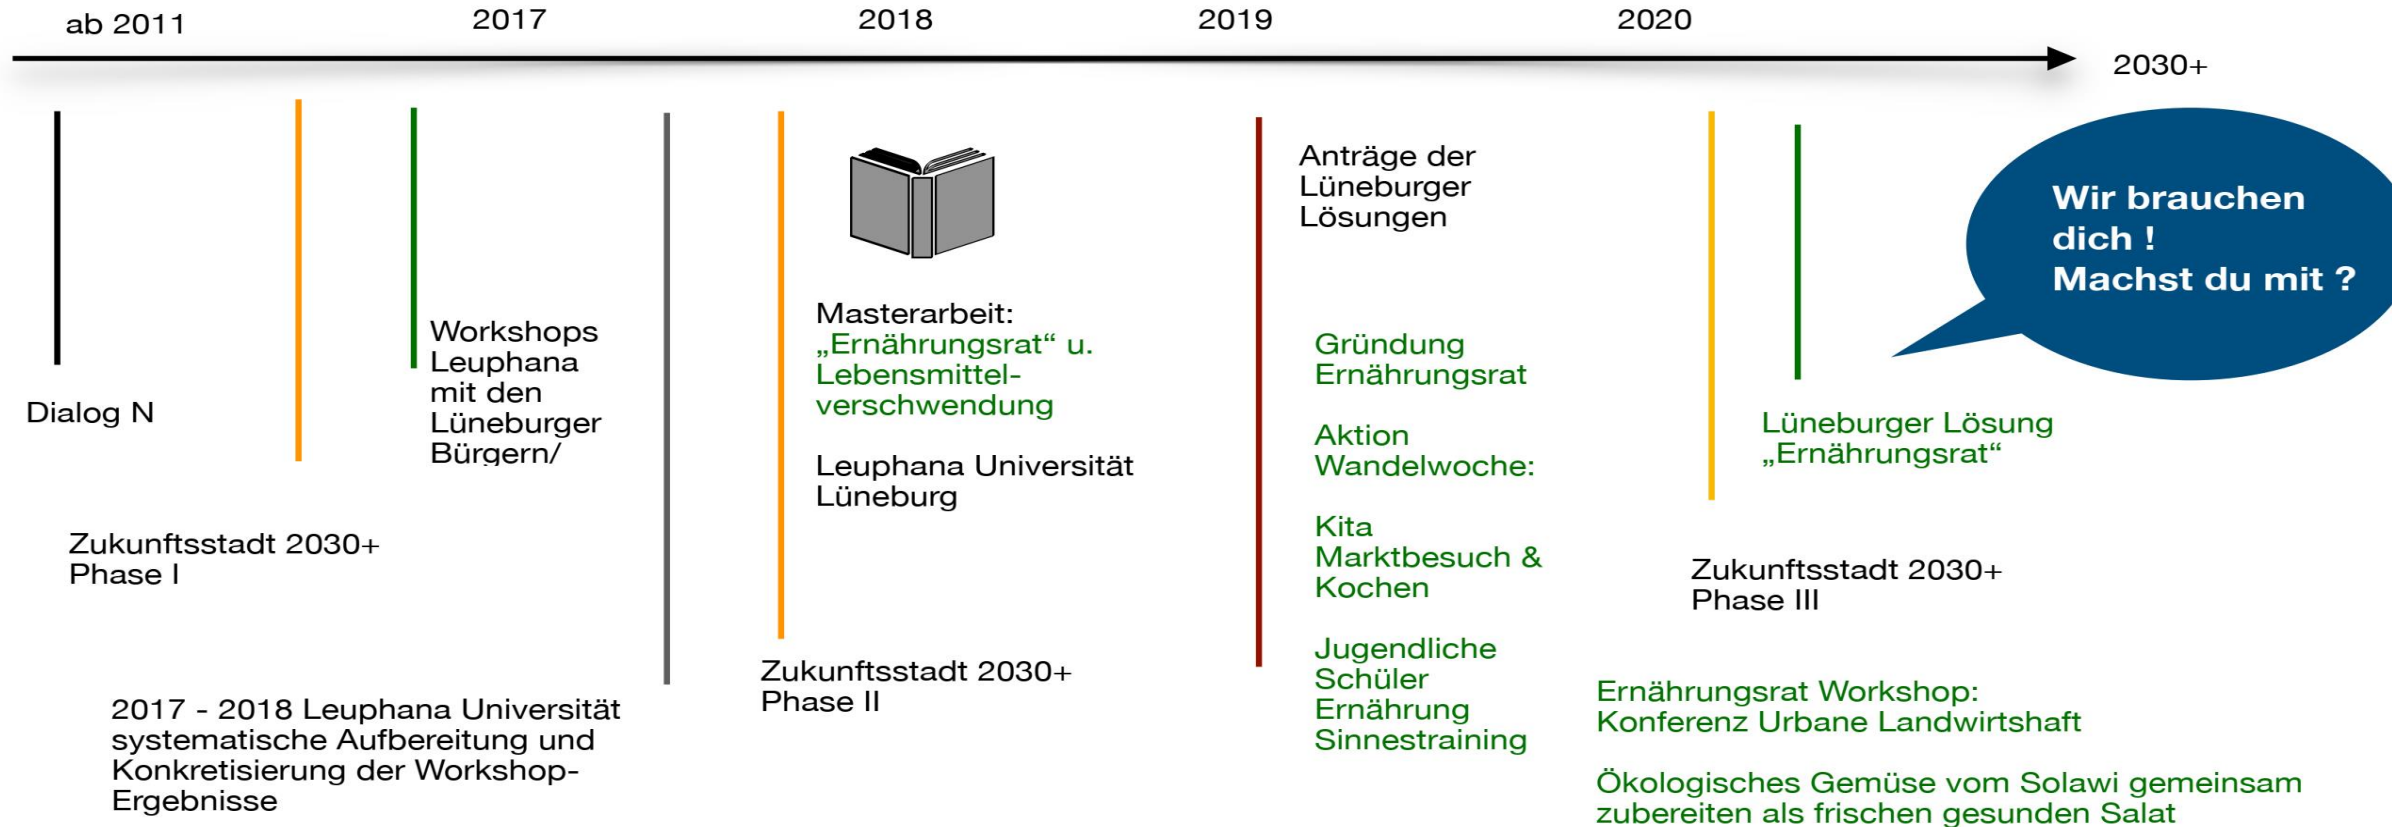 ab 2011
2017
2018
2019
2020
2030+
Dialog N
Zukunftsstadt 2030+
Phase I
Workshops
Leuphana
mit den
Lüneburger
Bürgern/
2017 - 2018 Leuphana Universität
systematische Aufbereitung und
Konkretisierung der Workshop-
Ergebnisse
Masterarbeit:
„Ernährungsrat“ u.
Lebensmittel-
verschwendung
Leuphana Universität
Lüneburg
Zukunftsstadt 2030+
Phase II
Anträge der
Lüneburger
Lösungen
Gründung
Ernährungsrat
Aktion
Wandelwoche:
Kita
Marktbesuch &
Kochen
Jugendliche
Schüler
Ernährung
Sinnestraining
Wir brauchen
dich !
Machst du mit ?
Lüneburger Lösung
„Ernährungsrat“
Zukunftsstadt 2030+
Phase III
Ernährungsrat Workshop:
Konferenz Urbane Landwirtshaft
Ökologisches Gemüse vom Solawi gemeinsam
zubereiten als frischen gesunden Salat